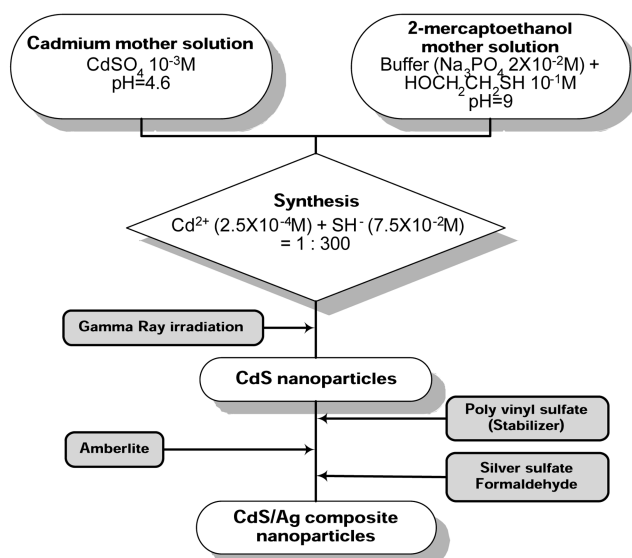 Cadmium mother solution
CdSO₄ 10⁻³M
pH=4.6
2-mercaptoethanol
mother solution
Buffer (Na₃PO₄ 2X10⁻²M) +
HOCH₂CH₂SH 10⁻¹M
pH=9
Synthesis
Cd²⁺ (2.5X10⁻⁴M) + SH⁻ (7.5X10⁻²M)
= 1 : 300
Gamma Ray irradiation
CdS nanoparticles
Poly vinyl sulfate
(Stabilizer)
Amberlite
Silver sulfate
Formaldehyde
CdS/Ag composite
nanoparticles